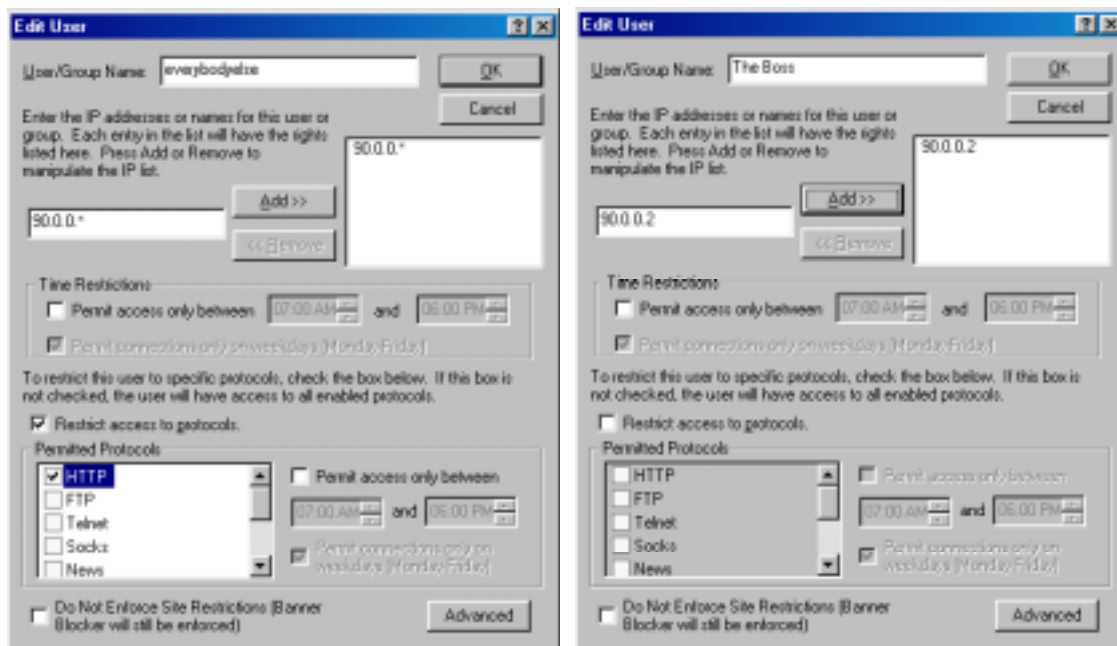 Edit User
User/Group Name: everybodyelse
OK
Cancel
Enter the IP addresses or names for this user or
group. Each entry in the list will have the rights
listed here. Press Add or Remove to
manipulate the IP list.
90.0.0.*
Add >>
90.0.0.*
<< Remove
Time Restrictions
Permit access only between 07:00 AM and 06:00 PM
Permit connections only on weekdays (Monday-Friday)
To restrict this user to specific protocols, check the box below. If this box is
not checked, the user will have access to all enabled protocols.
Restrict access to protocols.
Permitted Protocols
HTTP
FTP
Telnet
Socks
News
Permit access only between
07:00 AM and 06:00 PM
Permit connections only on
weekdays (Monday-Friday)
Do Not Enforce Site Restrictions (Banner
Blocker will still be enforced)
Advanced
Edit User
User/Group Name: The Boss
OK
Cancel
Enter the IP addresses or names for this user or
group. Each entry in the list will have the rights
listed here. Press Add or Remove to
manipulate the IP list.
90.0.0.2
Add >>
90.0.0.2
<< Remove
Time Restrictions
Permit access only between 07:00 AM and 06:00 PM
Permit connections only on weekdays (Monday-Friday)
To restrict this user to specific protocols, check the box below. If this box is
not checked, the user will have access to all enabled protocols.
Restrict access to protocols.
Permitted Protocols
HTTP
FTP
Telnet
Socks
News
Permit access only between
07:00 AM and 06:00 PM
Permit connections only on
weekdays (Monday-Friday)
Do Not Enforce Site Restrictions (Banner
Blocker will still be enforced)
Advanced